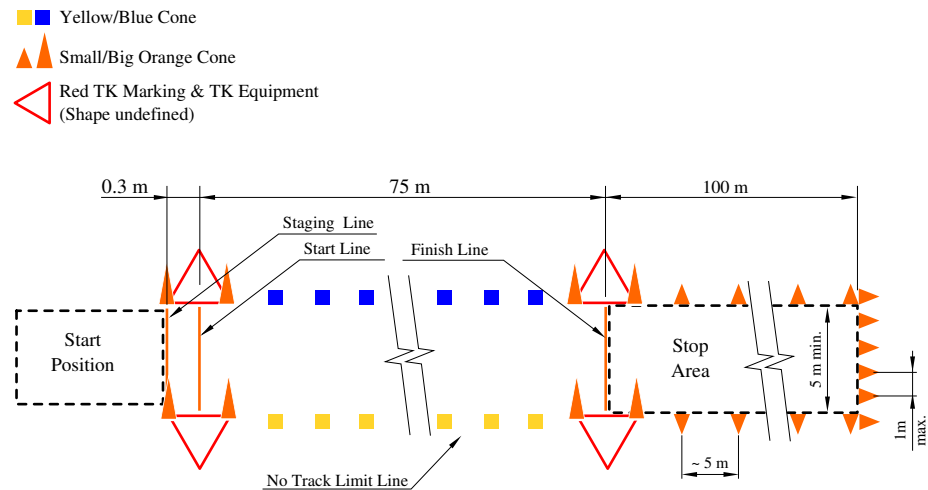 Yellow/Blue Cone
Small/Big Orange Cone
Red TK Marking & TK Equipment
(Shape undefined)
0.3 m
75 m
100 m
Staging Line
Start Line
Finish Line
Start
Position
Stop
Area
5 m min.
1m
max.
~ 5 m
No Track Limit Line